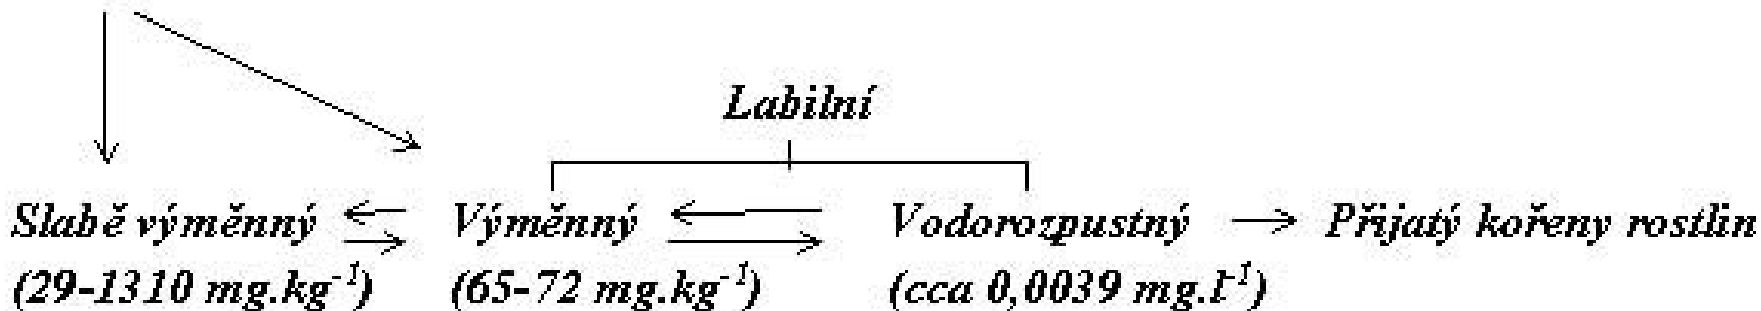 Labilní
Slabě výměnný Výměnný Vodorozpustný Přijatý kořeny rostlin
(29-1310 mg.kg⁻¹) (65-72 mg.kg⁻¹) (cca 0,0039 mg.l⁻¹)